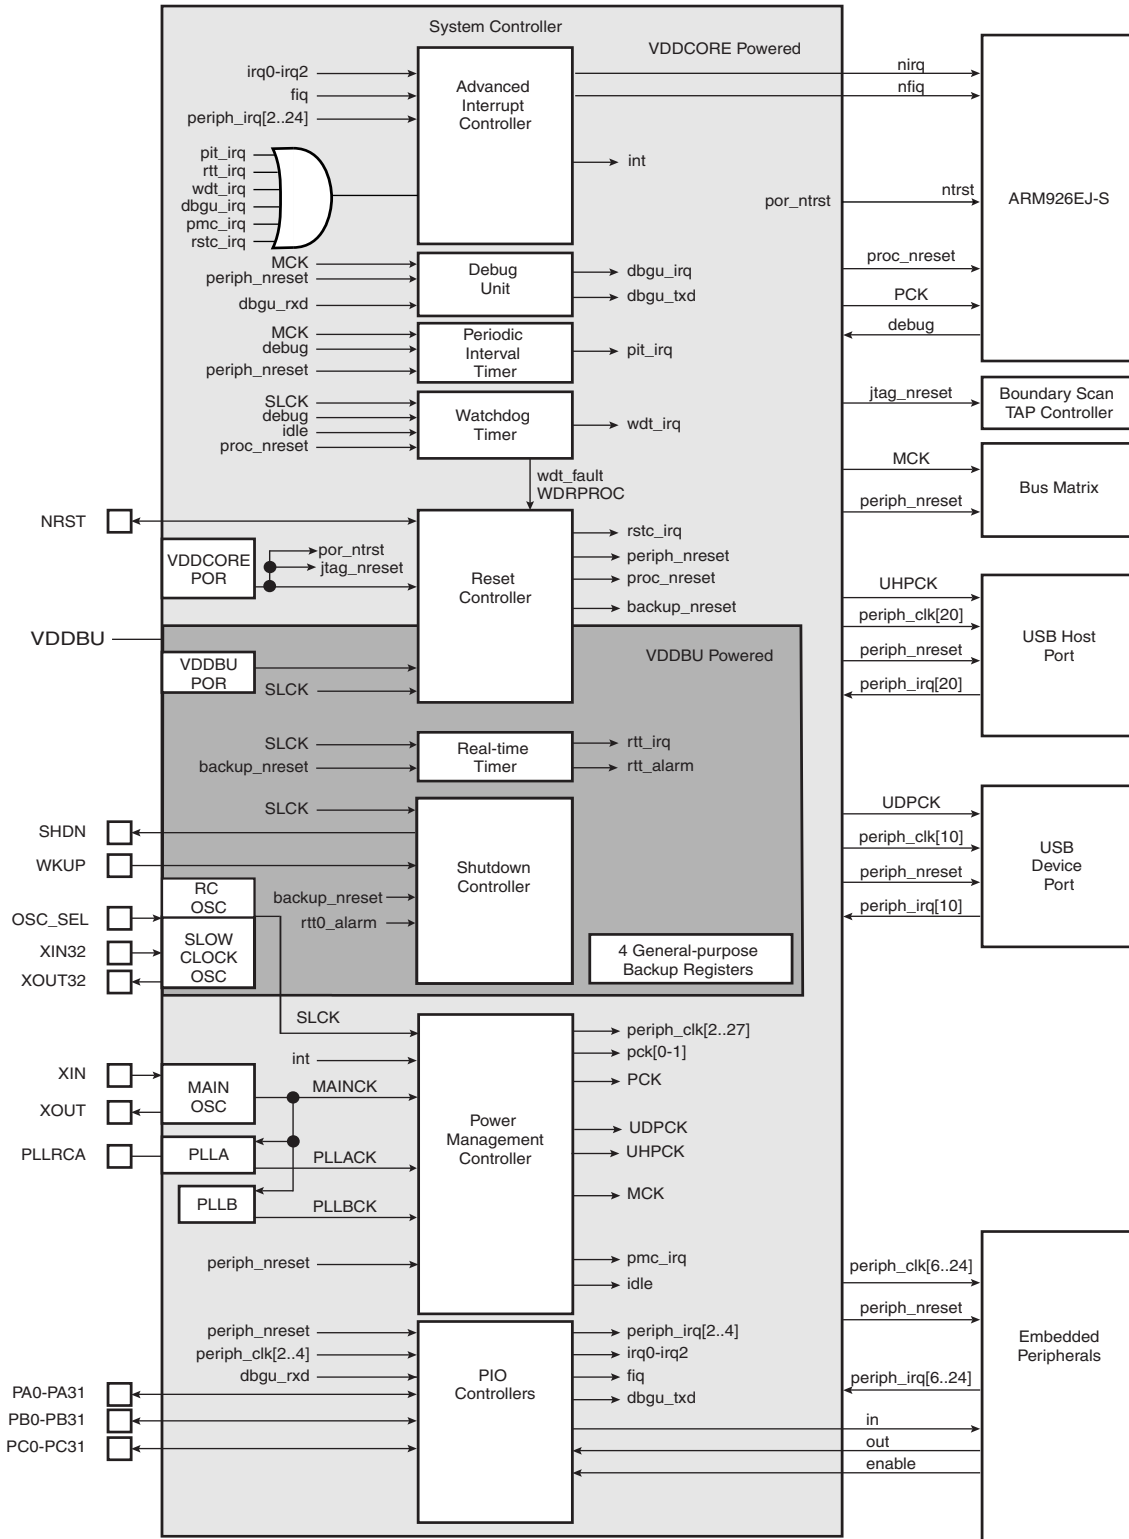 System Controller
VDDCORE Powered
irq0-irq2
fiq
periph_irq[2..24]
Advanced
Interrupt
Controller
nirq
nfiq
int
pit_irq
rtt_irq
wdt_irq
dbgu_irq
pmc_irq
rstc_irq
por_ntrst
ntrst
ARM926EJ-S
MCK
periph_nreset
dbgu_rxd
Debug
Unit
dbgu_irq
dbgu_txd
proc_nreset
PCK
debug
MCK
debug
periph_nreset
Periodic
Interval
Timer
pit_irq
SLCK
debug
idle
proc_nreset
Watchdog
Timer
wdt_irq
jtag_nreset
Boundary Scan
TAP Controller
wdt_fault
WDRPROC
MCK
periph_nreset
Bus Matrix
NRST
VDDCORE
POR
por_ntrst
jtag_nreset
Reset
Controller
rstc_irq
periph_nreset
proc_nreset
backup_nreset
UHPCK
periph_clk[20]
periph_nreset
periph_irq[20]
USB Host
Port
VDDBU
VDDBU Powered
VDDBU
POR
SLCK
SLCK
backup_nreset
Real-time
Timer
rtt_irq
rtt_alarm
SLCK
SHDN
WKUP
Shutdown
Controller
backup_nreset
rtt0_alarm
UDPCK
periph_clk[10]
periph_nreset
periph_irq[10]
USB
Device
Port
RC
OSC
OSC_SEL
XIN32
XOUT32
SLOW
CLOCK
OSC
4 General-purpose
Backup Registers
SLCK
int
XIN
XOUT
MAIN
OSC
MAINCK
PLLRCA
PLLA
PLLACK
PLLB
PLLBCK
periph_nreset
Power
Management
Controller
periph_clk[2..27]
pck[0-1]
PCK
UDPCK
UHPCK
MCK
pmc_irq
idle
periph_clk[6..24]
periph_nreset
periph_irq[6..24]
in
out
enable
Embedded
Peripherals
periph_nreset
periph_clk[2..4]
dbgu_rxd
PA0-PA31
PB0-PB31
PC0-PC31
PIO
Controllers
periph_irq[2..4]
irq0-irq2
fiq
dbgu_txd